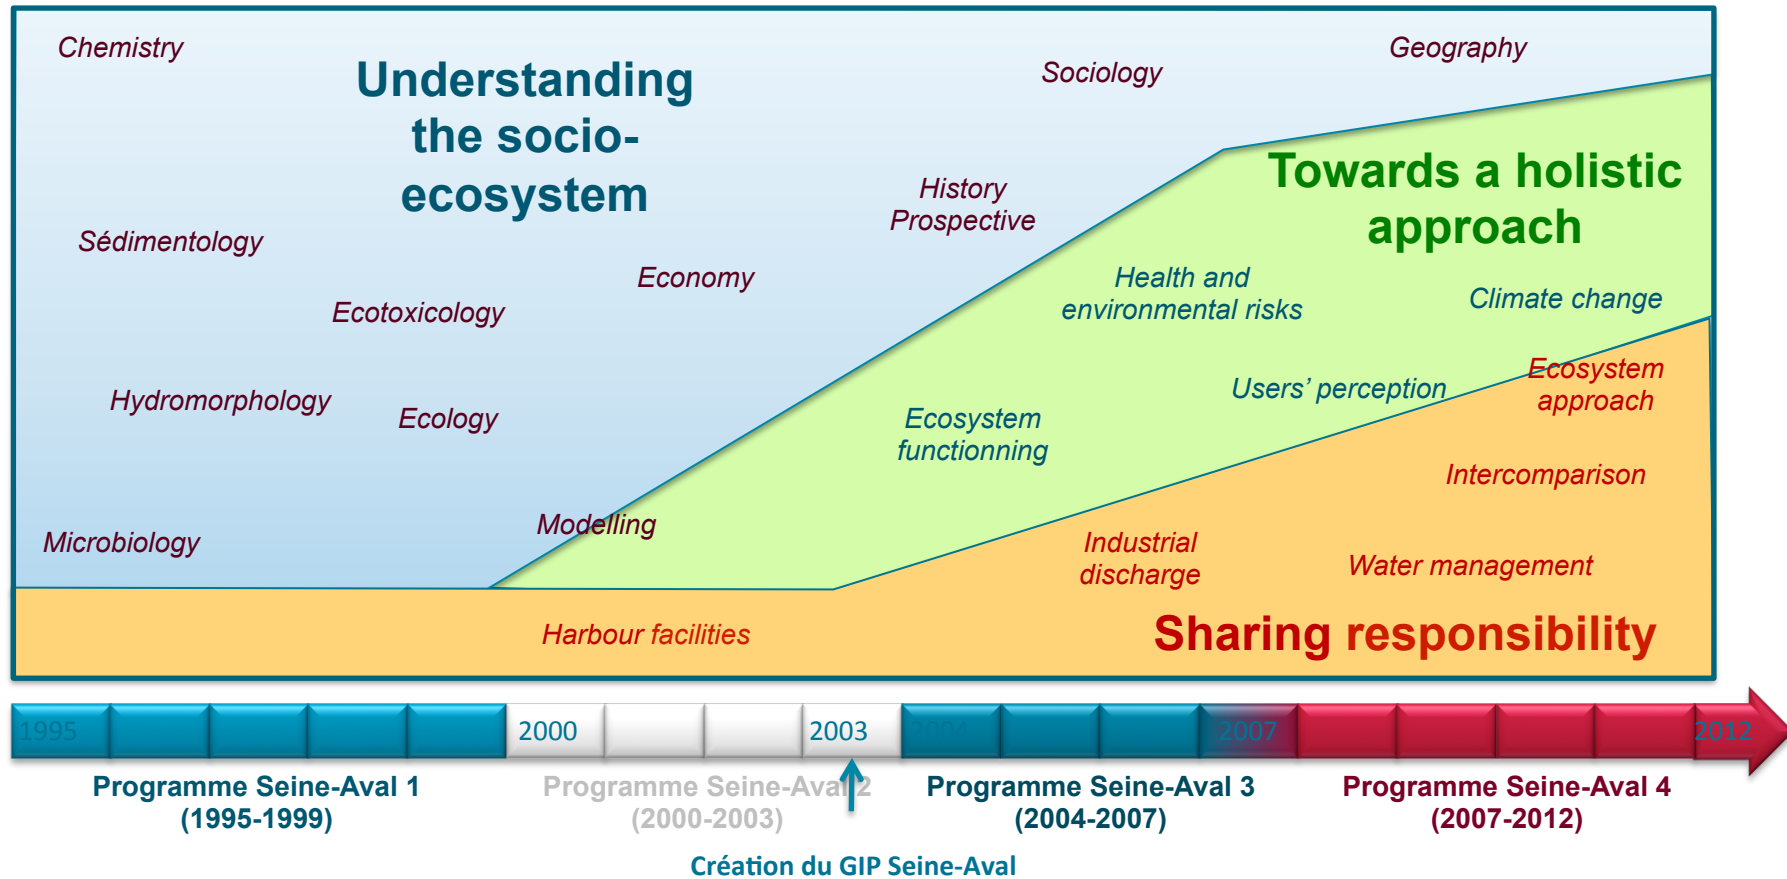 Chemistry
Understanding
the socio-
ecosystem
Sociology
Geography
History
Prospective
Towards a holistic
approach
Sédimentology
Economy
Ecotoxicology
Health and
environmental risks
Climate change
Hydromorphology
Ecology
Ecosystem
functionning
Users’ perception
Ecosystem
approach
Intercomparison
Microbiology
Modelling
Industrial
discharge
Water management
Harbour facilities
Sharing responsibility
1995
2000
2003
2004
2007
2012
Programme Seine-Aval 1
(1995-1999)
Programme Seine-Aval 2
(2000-2003)
Programme Seine-Aval 3
(2004-2007)
Programme Seine-Aval 4
(2007-2012)
Création du GIP Seine-Aval